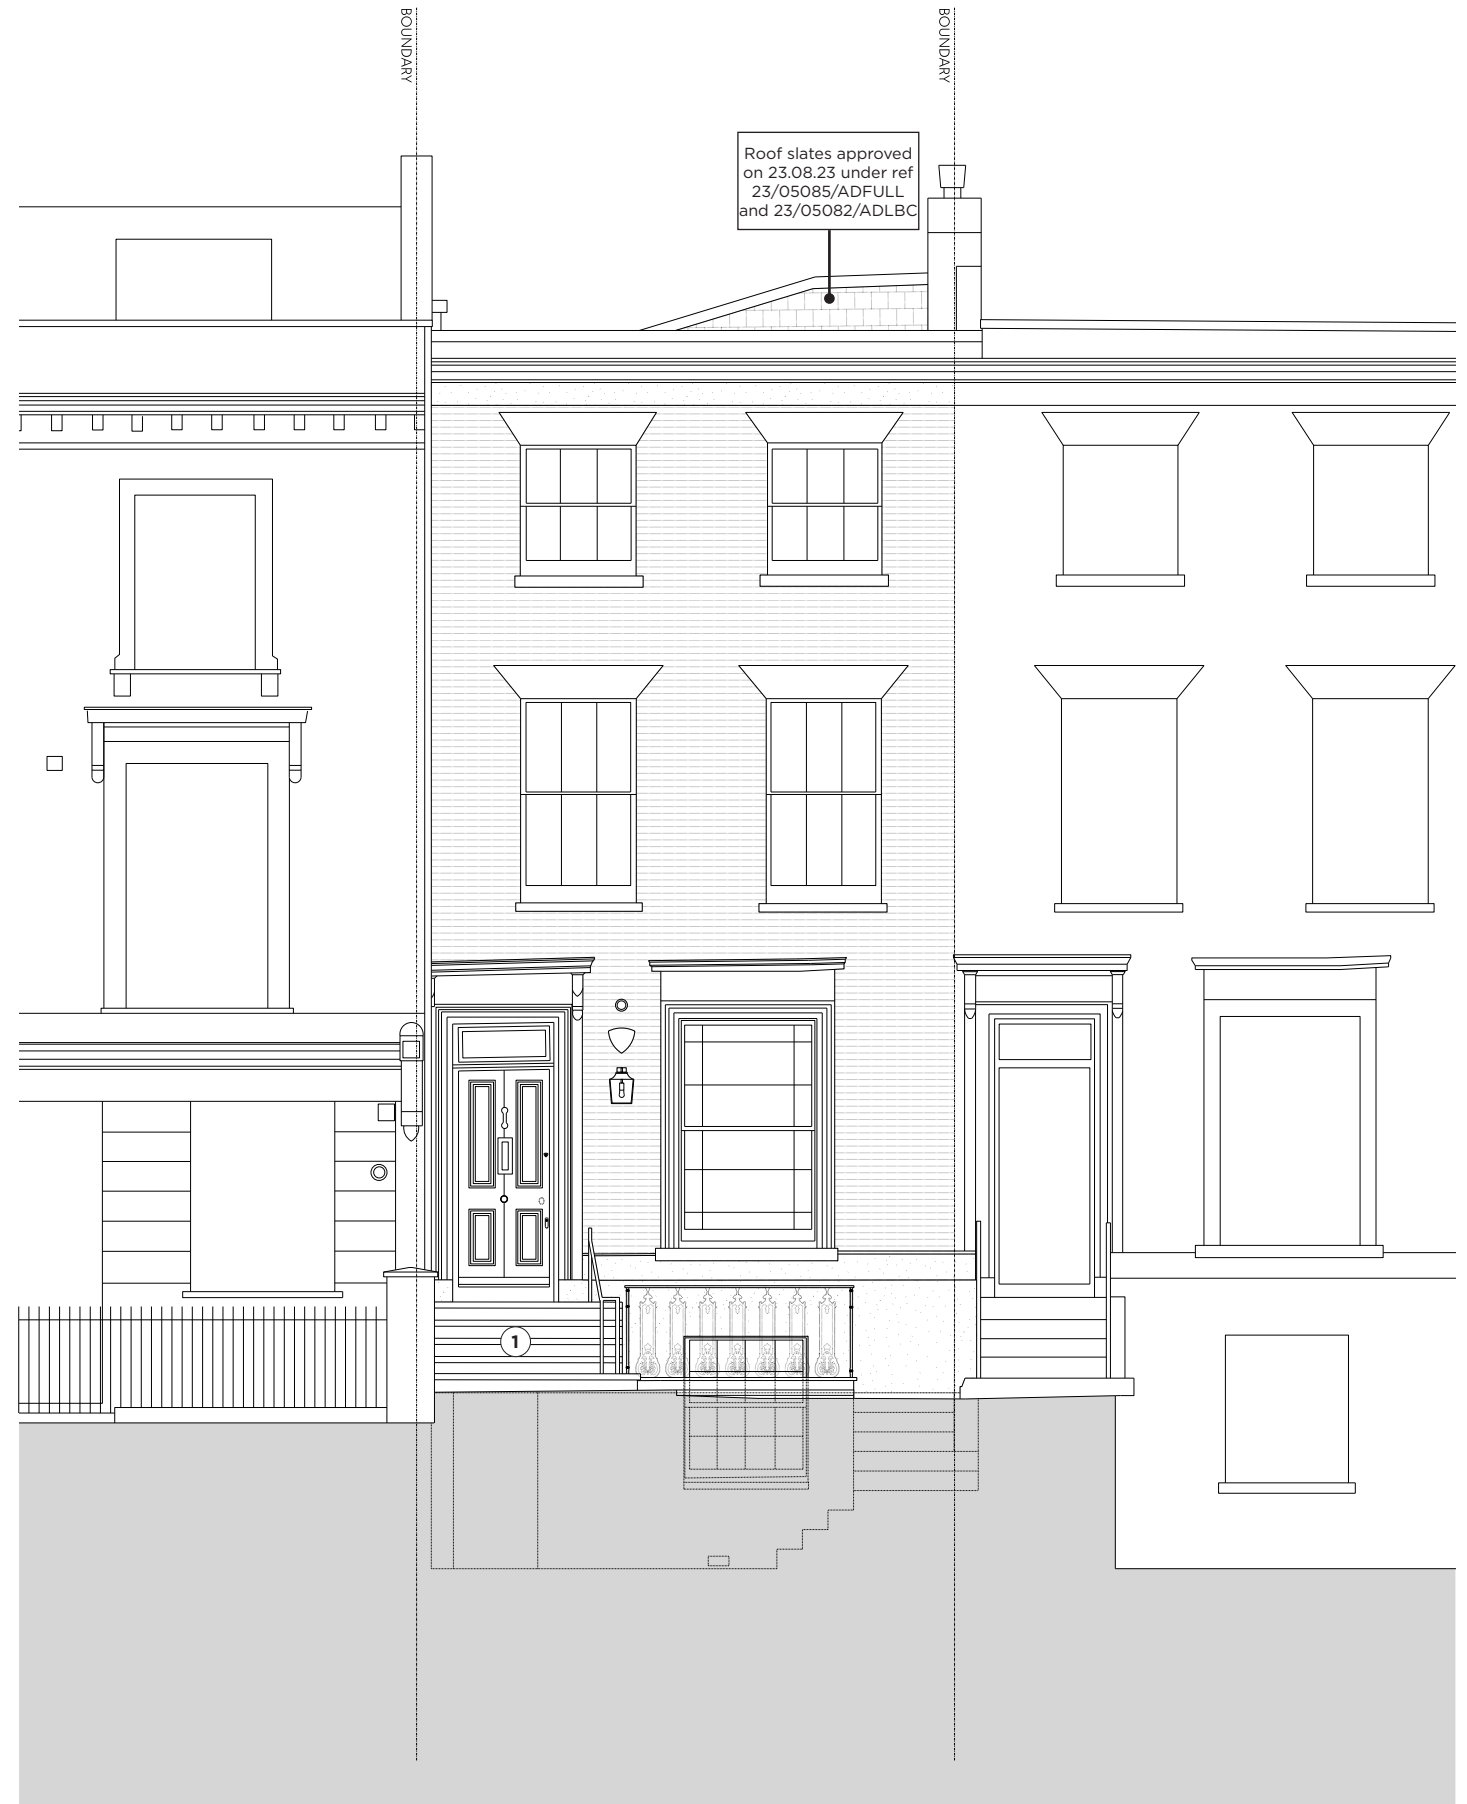 BOUNDARY
BOUNDARY
Roof slates approved
on 23.08.23 under ref
23/05085/ADFULL
and 23/05082/ADLBC
1